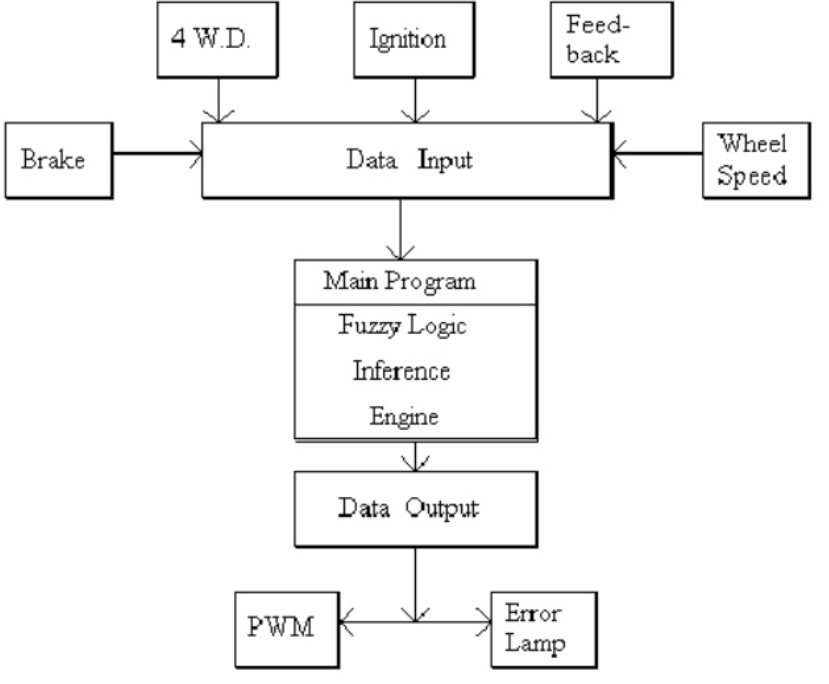 4 W.D.
Ignition
Feed-
back
Brake
Data Input
Wheel
Speed
Main Program
Fuzzy Logic
Inference
Engine
Data Output
PWM
Error
Lamp